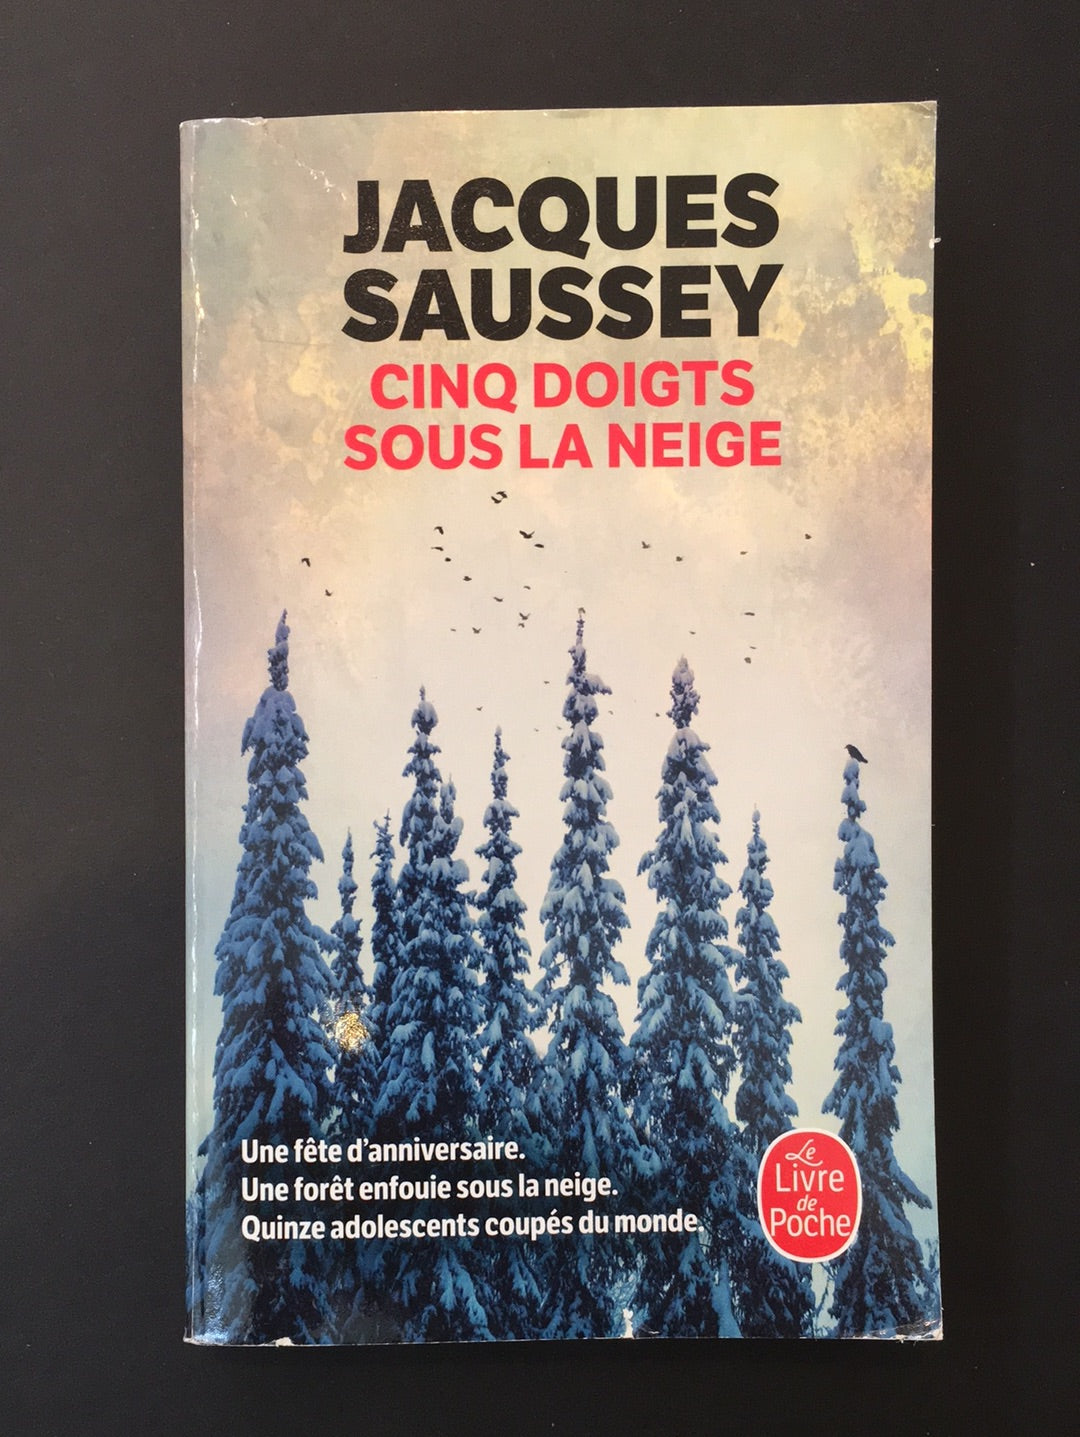 JACQUES
SAUSSEY
CINQ DOIGTS
SOUS LA NEIGE
Une fête d'anniversaire.
Une forêt enfouie sous la neige.
Quinze adolescents coupés du monde.
Le
Livre
de
Poche